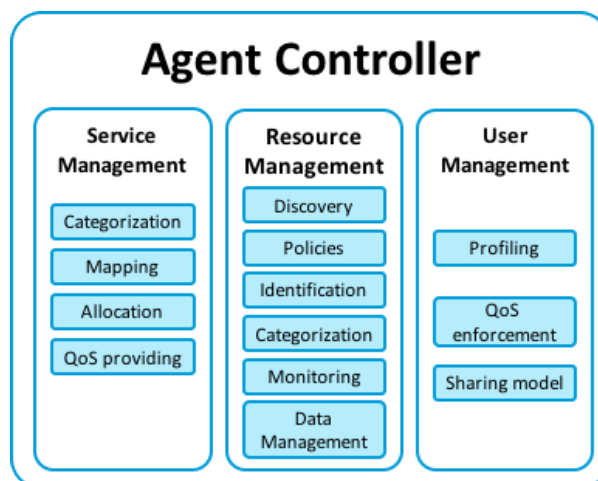 Agent Controller
Service
Management
Categorization
Mapping
Allocation
QoS providing
Resource
Management
Discovery
Policies
Identification
Categorization
Monitoring
Data
Management
User
Management
Profiling
QoS
enforcement
Sharing model